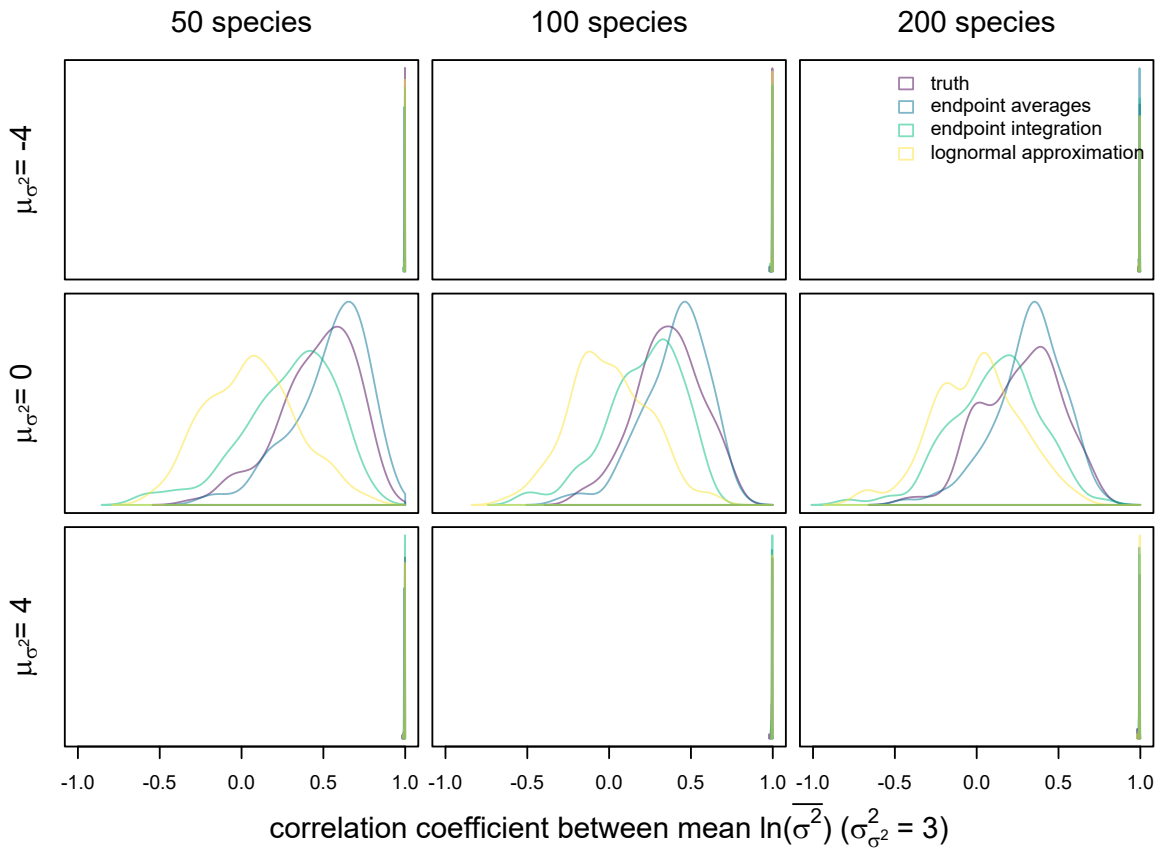 50 species 100 species 200 species
μσ²= -4
truth
endpoint averages
endpoint integration
lognormal approximation
μσ²= 0
μσ²= 4
-1.0 -0.5 0.0 0.5 1.0 -1.0 -0.5 0.0 0.5 1.0 -1.0 -0.5 0.0 0.5 1.0
correlation coefficient between mean ln(σ²) (σ²σ² = 3)